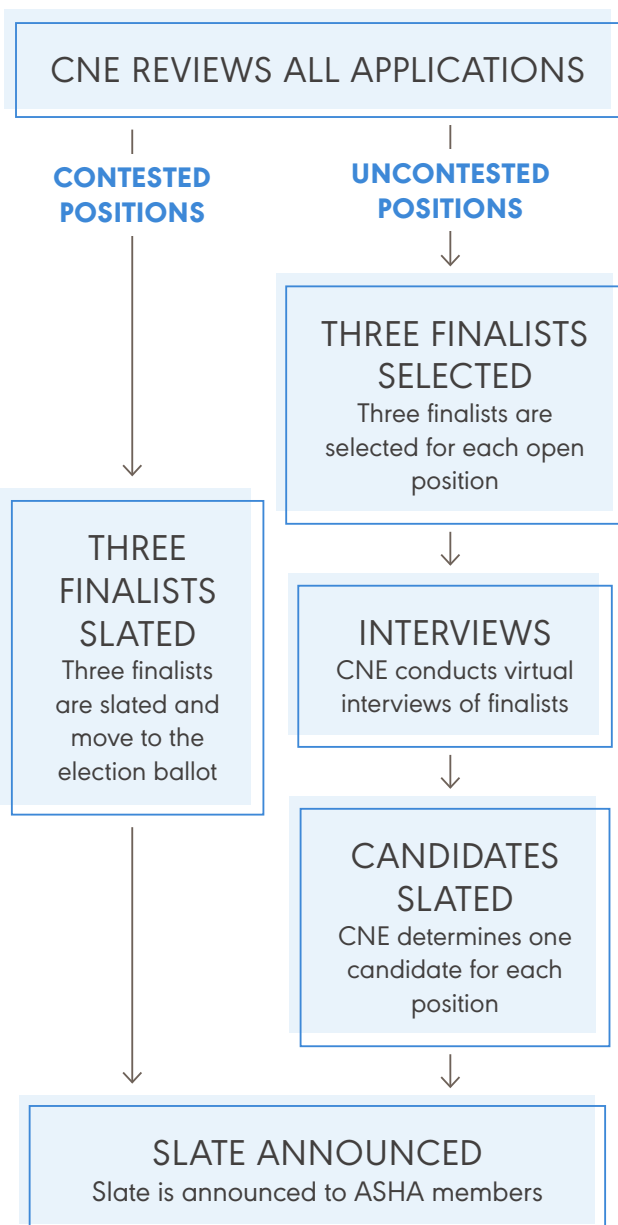 CNE REVIEWS ALL APPLICATIONS
CONTESTED
POSITIONS
UNCONTESTED
POSITIONS
THREE FINALISTS
SELECTED
Three finalists are
selected for each open
position
THREE
FINALISTS
SLATED
Three finalists
are slated and
move to the
election ballot
INTERVIEWS
CNE conducts virtual
interviews of finalists
CANDIDATES
SLATED
CNE determines one
candidate for each
position
SLATE ANNOUNCED
Slate is announced to ASHA members